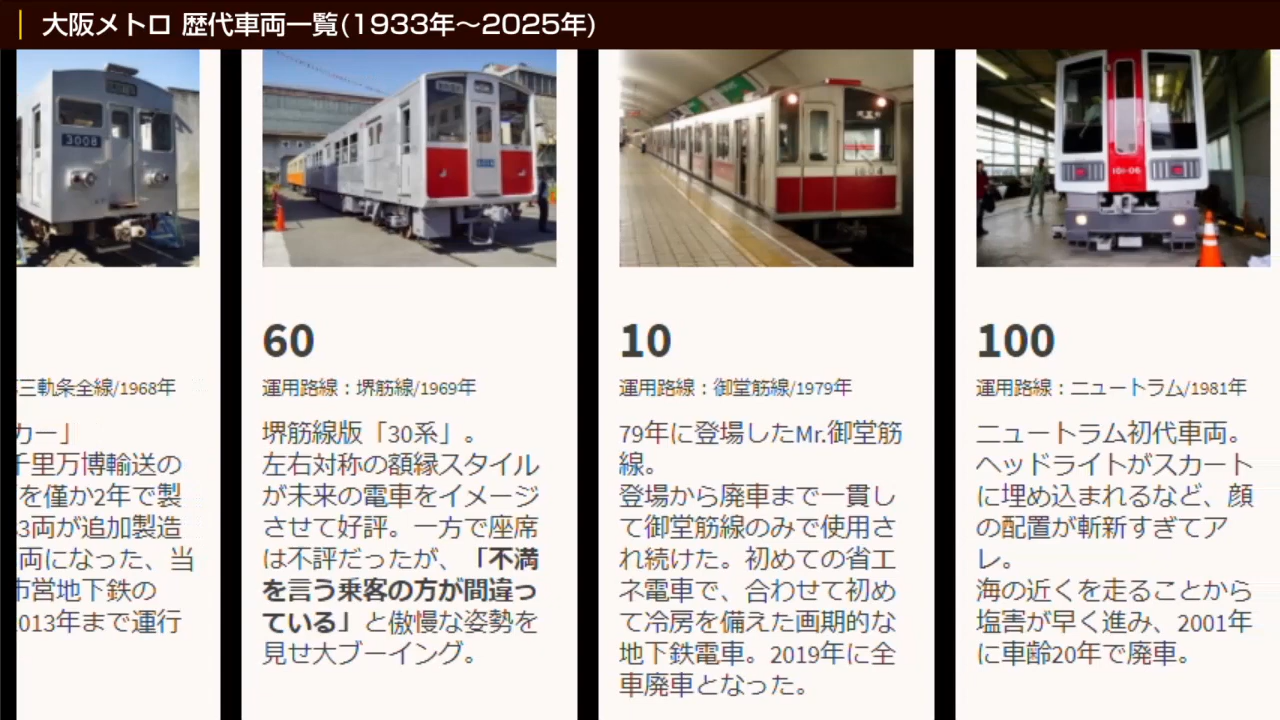 大阪メトロ 歴代車両一覧(1933年～2025年)
3008
三軌条全線/1968年
カー」
千里万博輸送の
を僅か2年で製
3両が追加製造
両になった、当
市営地下鉄の
013年まで運行
60
運用路線：堺筋線/1969年
堺筋線版「30系」。
左右対称の額縁スタイル
が未来の電車をイメージ
させて好評。一方で座席
は不評だったが、「不満
を言う乗客の方が間違っ
ている」と傲慢な姿勢を
見せ大ブーイング。
10
運用路線：御堂筋線/1979年
79年に登場したMr.御堂筋
線。
登場から廃車まで一貫し
て御堂筋線のみで使用さ
れ続けた。初めての省エ
ネ電車で、合わせて初め
て冷房を備えた画期的な
地下鉄電車。2019年に全
車廃車となった。
101-06
100
運用路線：ニュートラム/1981年
ニュートラム初代車両。
ヘッドライトがスカート
に埋め込まれるなど、顔
の配置が斬新すぎてア
レ。
海の近くを走ることから
塩害が早く進み、2001年
に車齢20年で廃車。